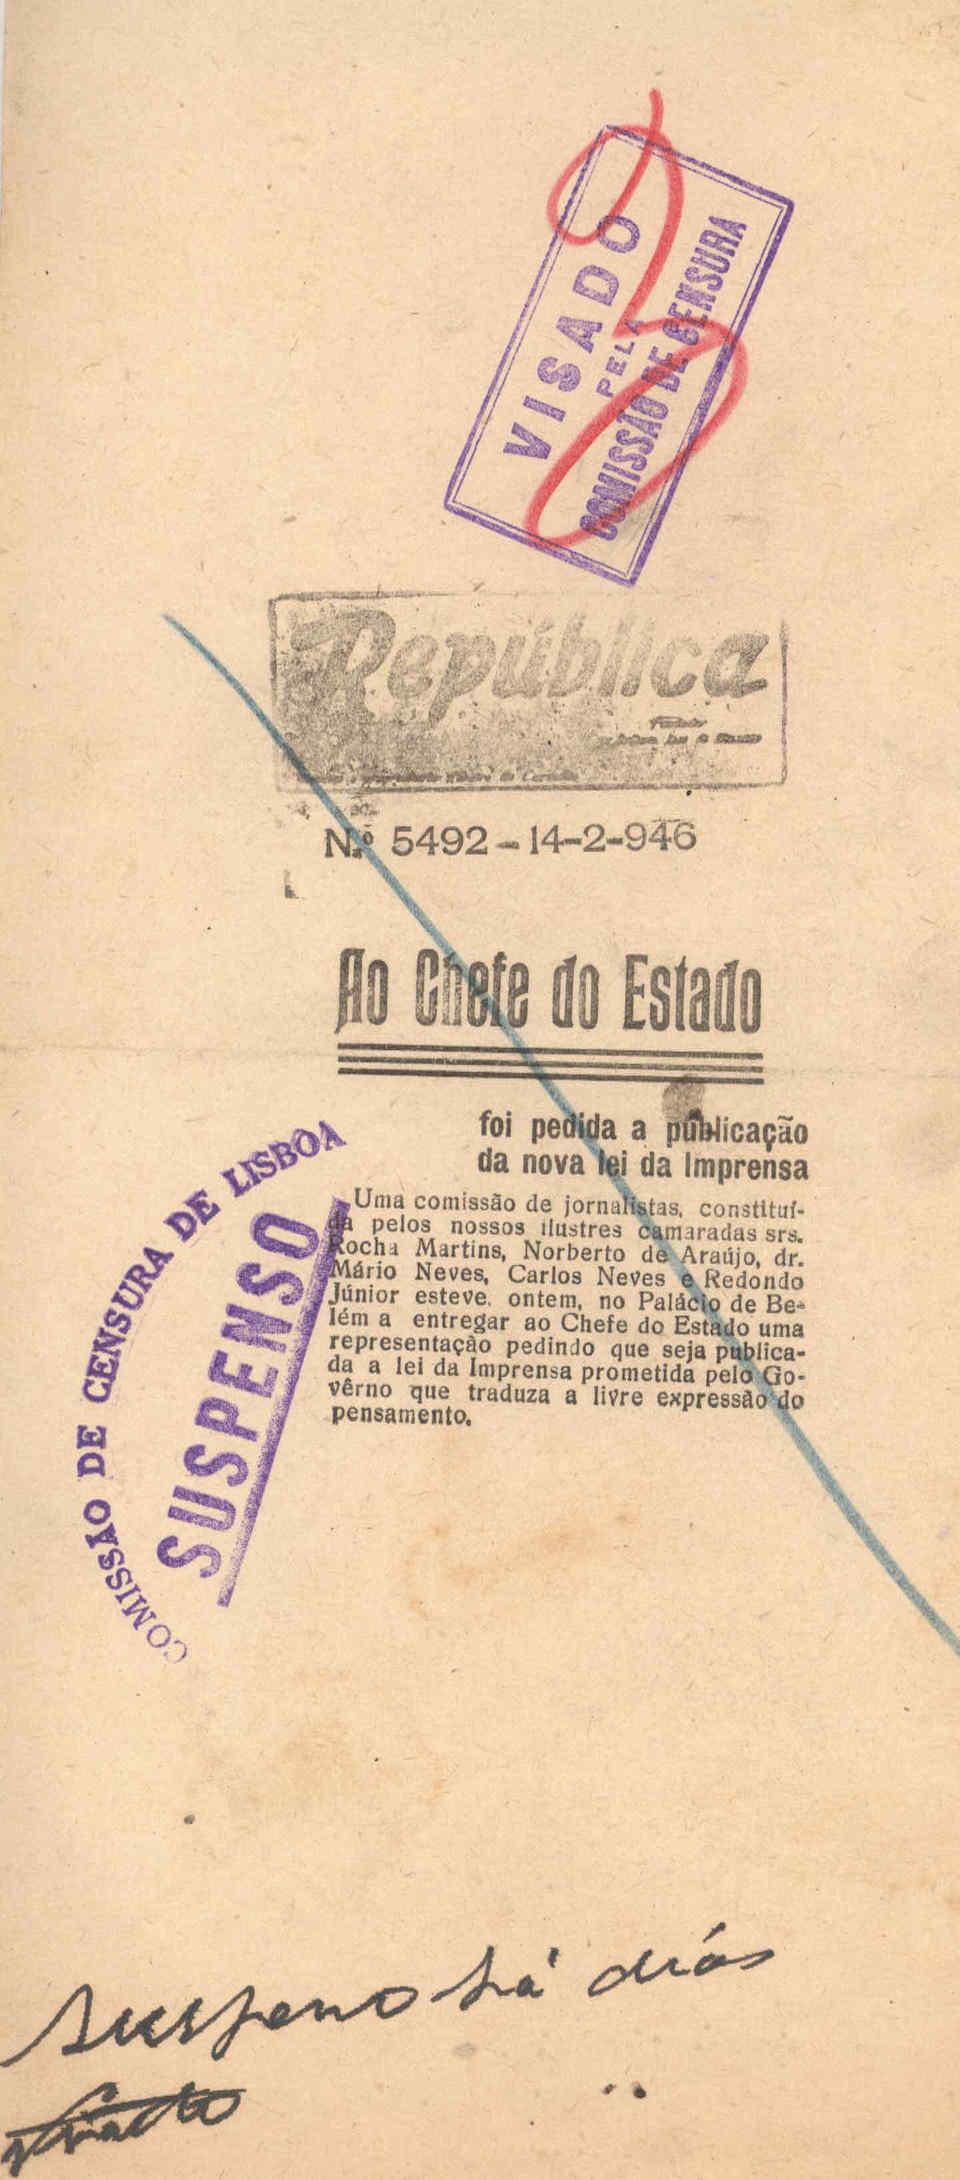 VISADO
PELA
COMISSÃO DE CENSURA
República
N.º 5492-14-2-946
Ao Chefe do Estado
foi pedida a publicação
da nova lei da Imprensa
Uma comissão de jornalistas, constituí-
da pelos nossos ilustres camaradas srs.
Rocha Martins, Norberto de Araújo, dr.
Mário Neves, Carlos Neves e Redondo
Júnior esteve, ontem, no Palácio de Be-
lém a entregar ao Chefe do Estado uma
representação pedindo que seja publica-
da a lei da Imprensa prometida pelo Go-
vêrno que traduza a livre expressão do
pensamento.
COMISSÃO DE CENSURA DE LISBOA
SUSPENSO
Suspenso há dias